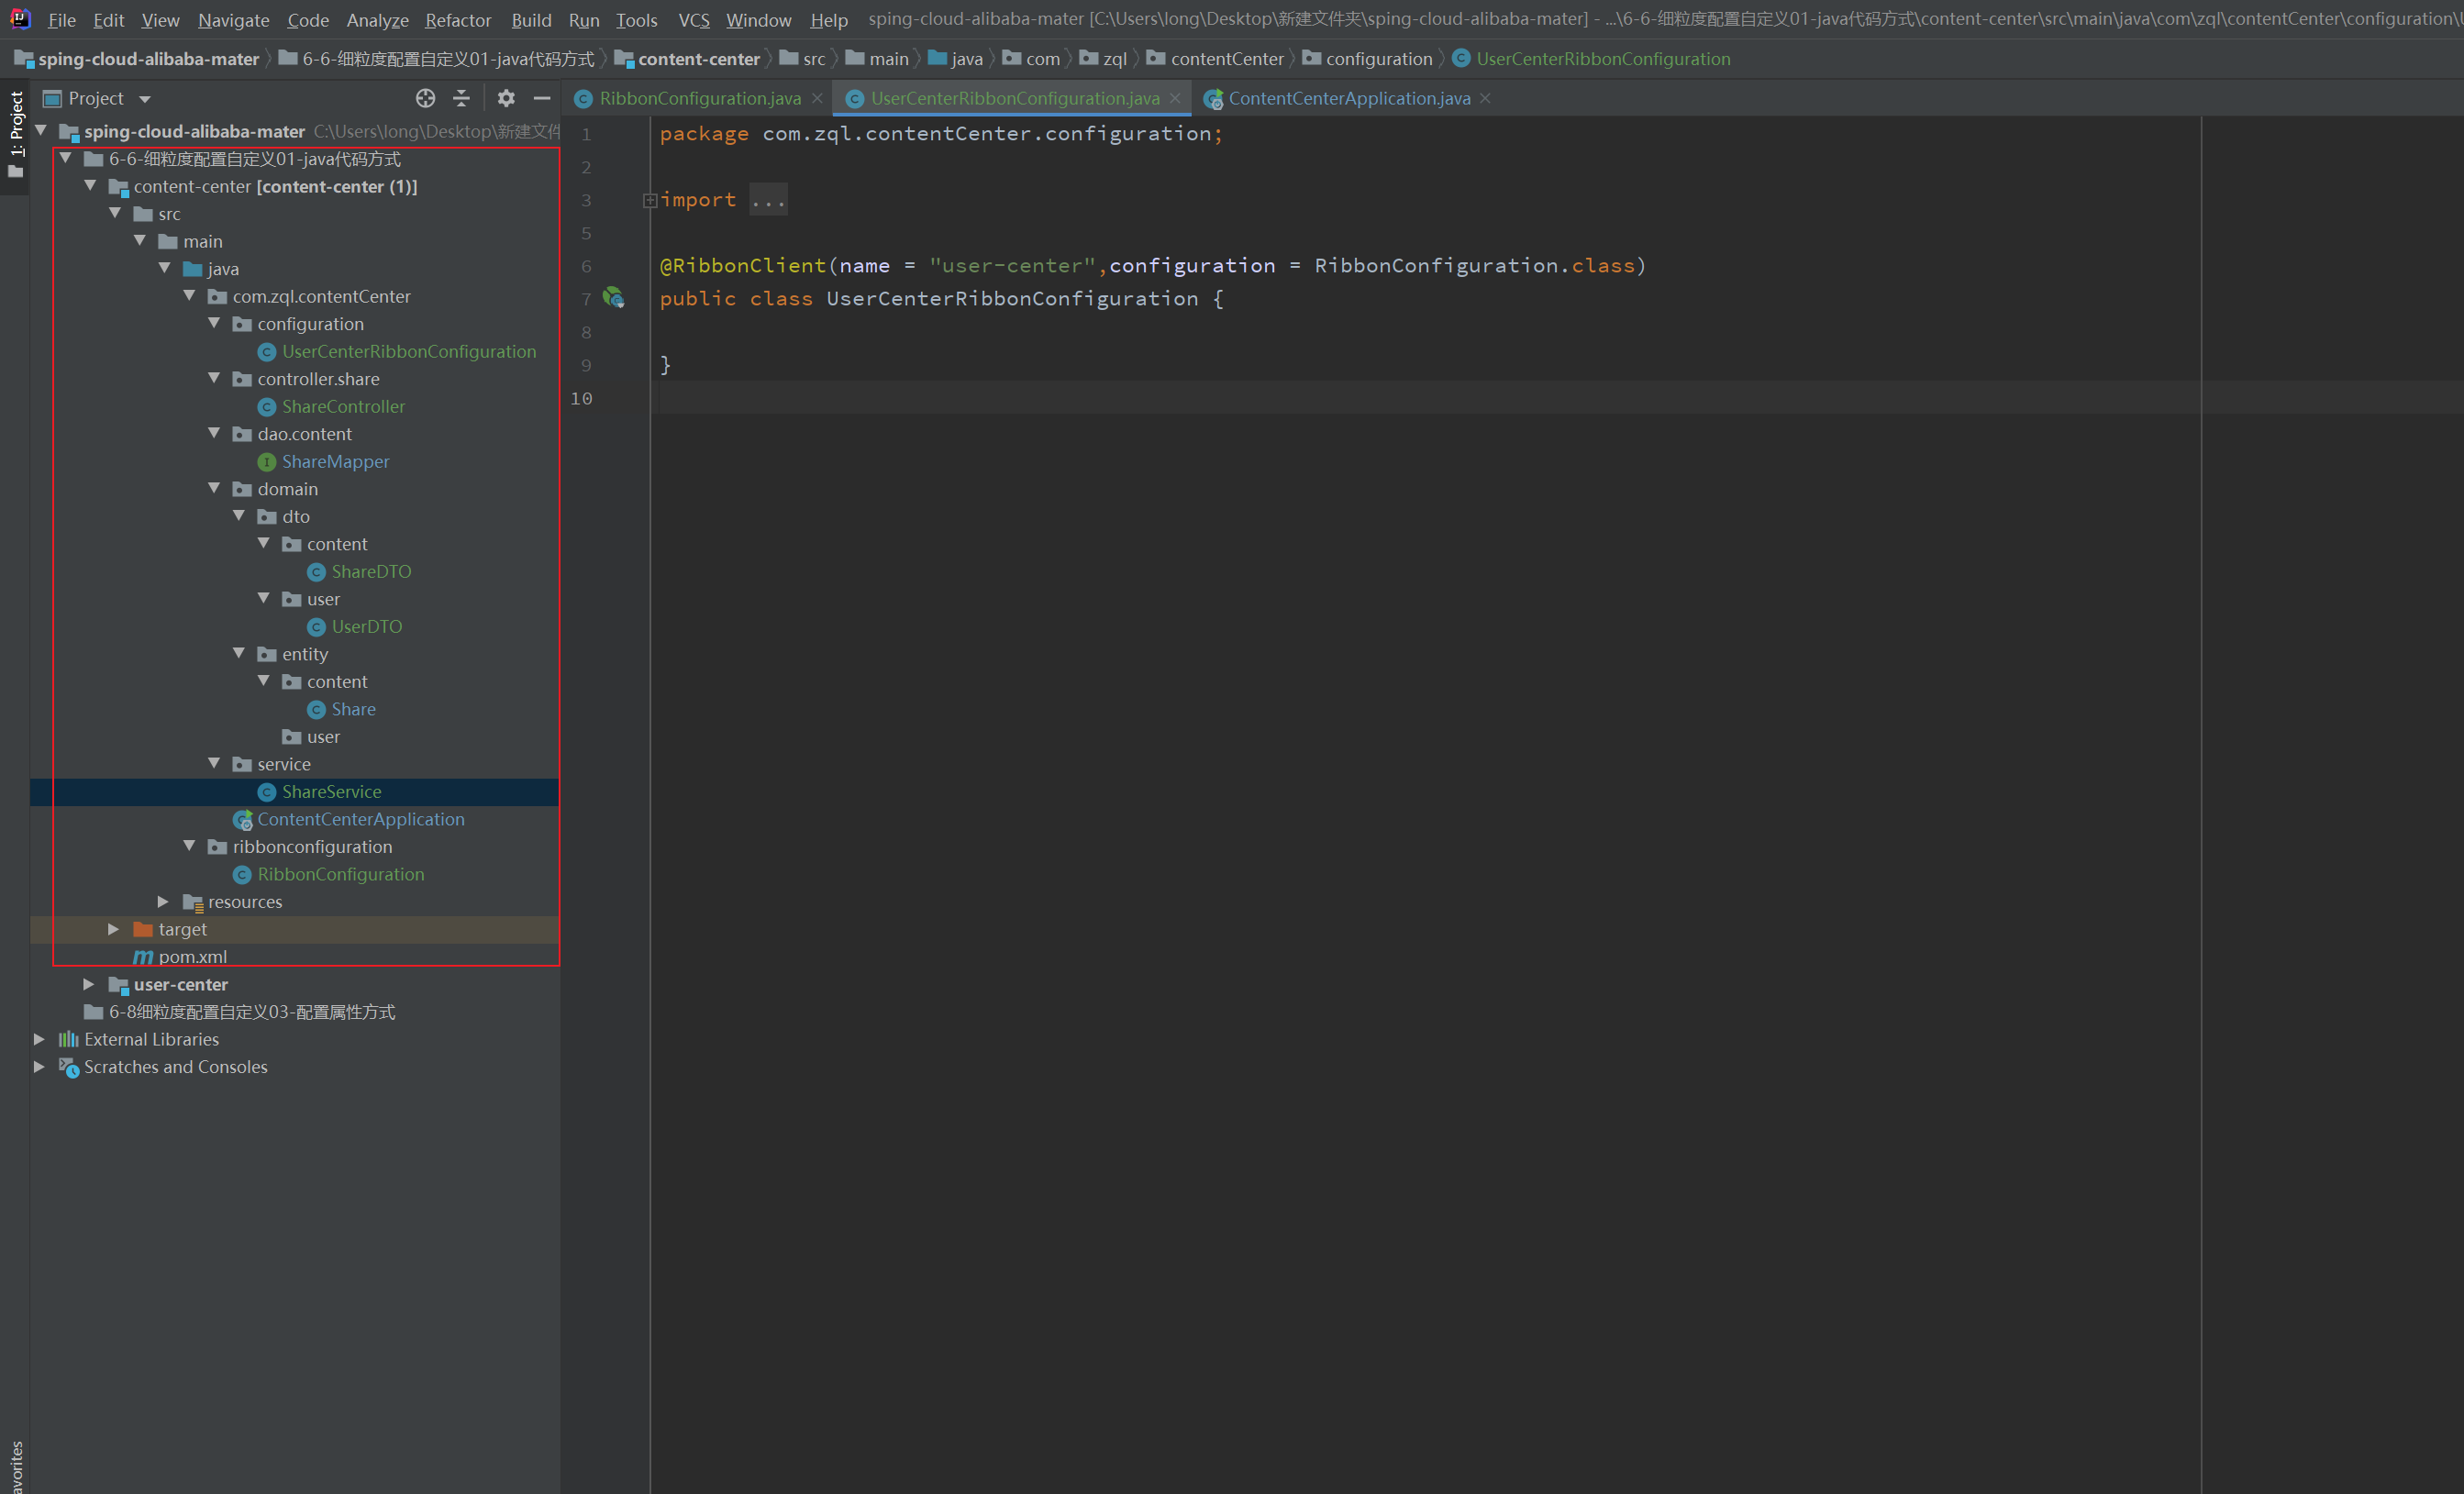 File Edit View Navigate Code Analyze Refactor Build Run Tools VCS Window Help sping-cloud-alibaba-mater [C:\Users\long\Desktop\新建文件夹\sping-cloud-alibaba-mater] - ...\6-6-细粒度配置自定义01-java代码方式\content-center\src\main\java\com\zql\contentCenter\configuration\
sping-cloud-alibaba-mater 6-6-细粒度配置自定义01-java代码方式 content-center src main java com zql contentCenter configuration UserCenterRibbonConfiguration
Project
RibbonConfiguration.java UserCenterRibbonConfiguration.java ContentCenterApplication.java
1: Project
sping-cloud-alibaba-mater C:\Users\long\Desktop\新建文件
6-6-细粒度配置自定义01-java代码方式
content-center [content-center (1)]
src
main
java
com.zql.contentCenter
configuration
UserCenterRibbonConfiguration
controller.share
ShareController
dao.content
ShareMapper
domain
dto
content
ShareDTO
user
UserDTO
entity
content
Share
user
service
ShareService
ContentCenterApplication
ribbonconfiguration
RibbonConfiguration
resources
target
pom.xml
user-center
6-8细粒度配置自定义03-配置属性方式
External Libraries
Scratches and Consoles
avorites
1 package com.zql.contentCenter.configuration;
2
3 import ...
5
6 @RibbonClient(name = "user-center",configuration = RibbonConfiguration.class)
7 public class UserCenterRibbonConfiguration {
8
9 }
10